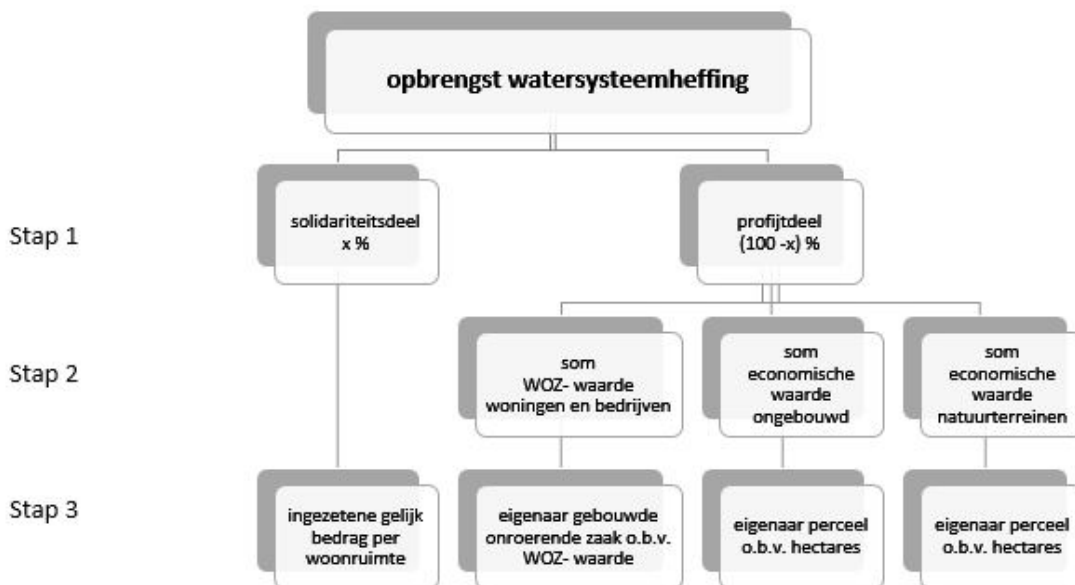 opbrengst watersysteemheffing
Stap 1
solidariteitsdeel
x %
profijtdeel
(100 -x) %
Stap 2
som
WOZ- waarde
woningen en bedrijven
som
economische
waarde
ongebouwd
som
economische
waarde
natuurterreinen
Stap 3
ingezetene gelijk
bedrag per
woonruimte
eigenaar gebouwde
onroerende zaak o.b.v.
WOZ- waarde
eigenaar perceel
o.b.v. hectares
eigenaar perceel
o.b.v. hectares